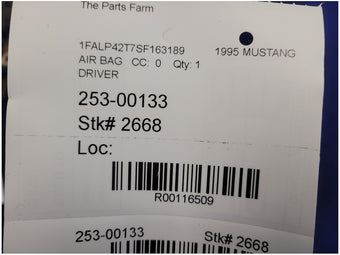 The Parts Farm
1FALP42T7SF163189 1995 MUSTANG
AIR BAG CC: 0 Qty: 1
DRIVER
253-00133
Stk# 2668
Loc:
R00116509
253-00133 Stk# 2668